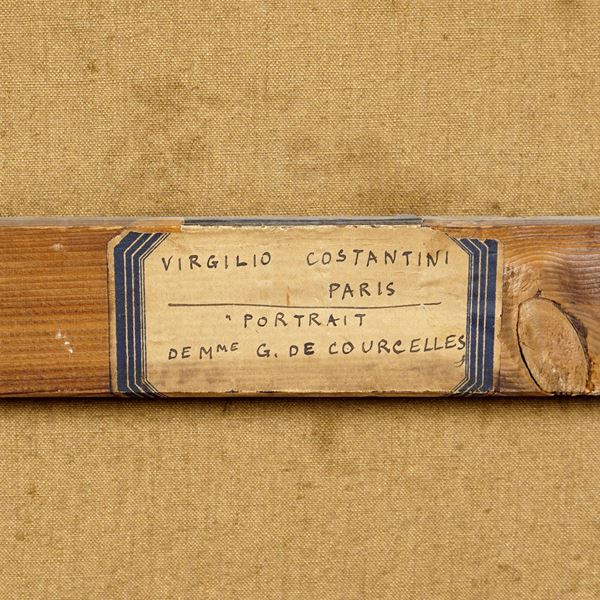 VIRGILIO COSTANTINI
PARIS
"PORTRAIT
DE Mme G. DE COURCELLES